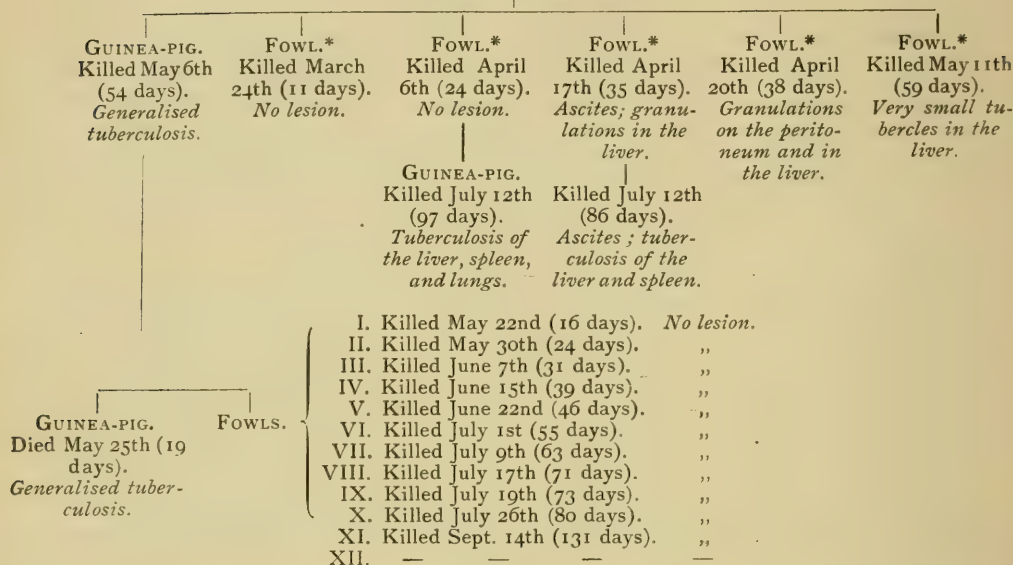 GUINEA-PIG.
Killed May 6th
(54 days).
Generalised
tuberculosis.
FOWL.*
Killed March
24th (11 days).
No lesion.
FOWL.*
Killed April
6th (24 days).
No lesion.
FOWL.*
Killed April
17th (35 days).
Ascites; granu-
lations in the
liver.
FOWL.*
Killed April
20th (38 days).
Granulations
on the perito-
neum and in
the liver.
FOWL.*
Killed May 11th
(59 days).
Very small tu-
bercles in the
liver.
GUINEA-PIG.
Killed July 12th
(97 days).
Tuberculosis of
the liver, spleen,
and lungs.
Killed July 12th
(86 days).
Ascites; tuber-
culosis of the
liver and spleen.
GUINEA-PIG.
Died May 25th (19
days).
Generalised tuber-
culosis.
FOWLS.
I. Killed May 22nd (16 days). No lesion.
II. Killed May 30th (24 days). ,,
III. Killed June 7th (31 days). ,,
IV. Killed June 15th (39 days). ,,
V. Killed June 22nd (46 days). ,,
VI. Killed July 1st (55 days). ,,
VII. Killed July 9th (63 days). ,,
VIII. Killed July 17th (71 days). ,,
IX. Killed July 19th (73 days). ,,
X. Killed July 26th (80 days). ,,
XI. Killed Sept. 14th (131 days). ,,
XII. — — — —